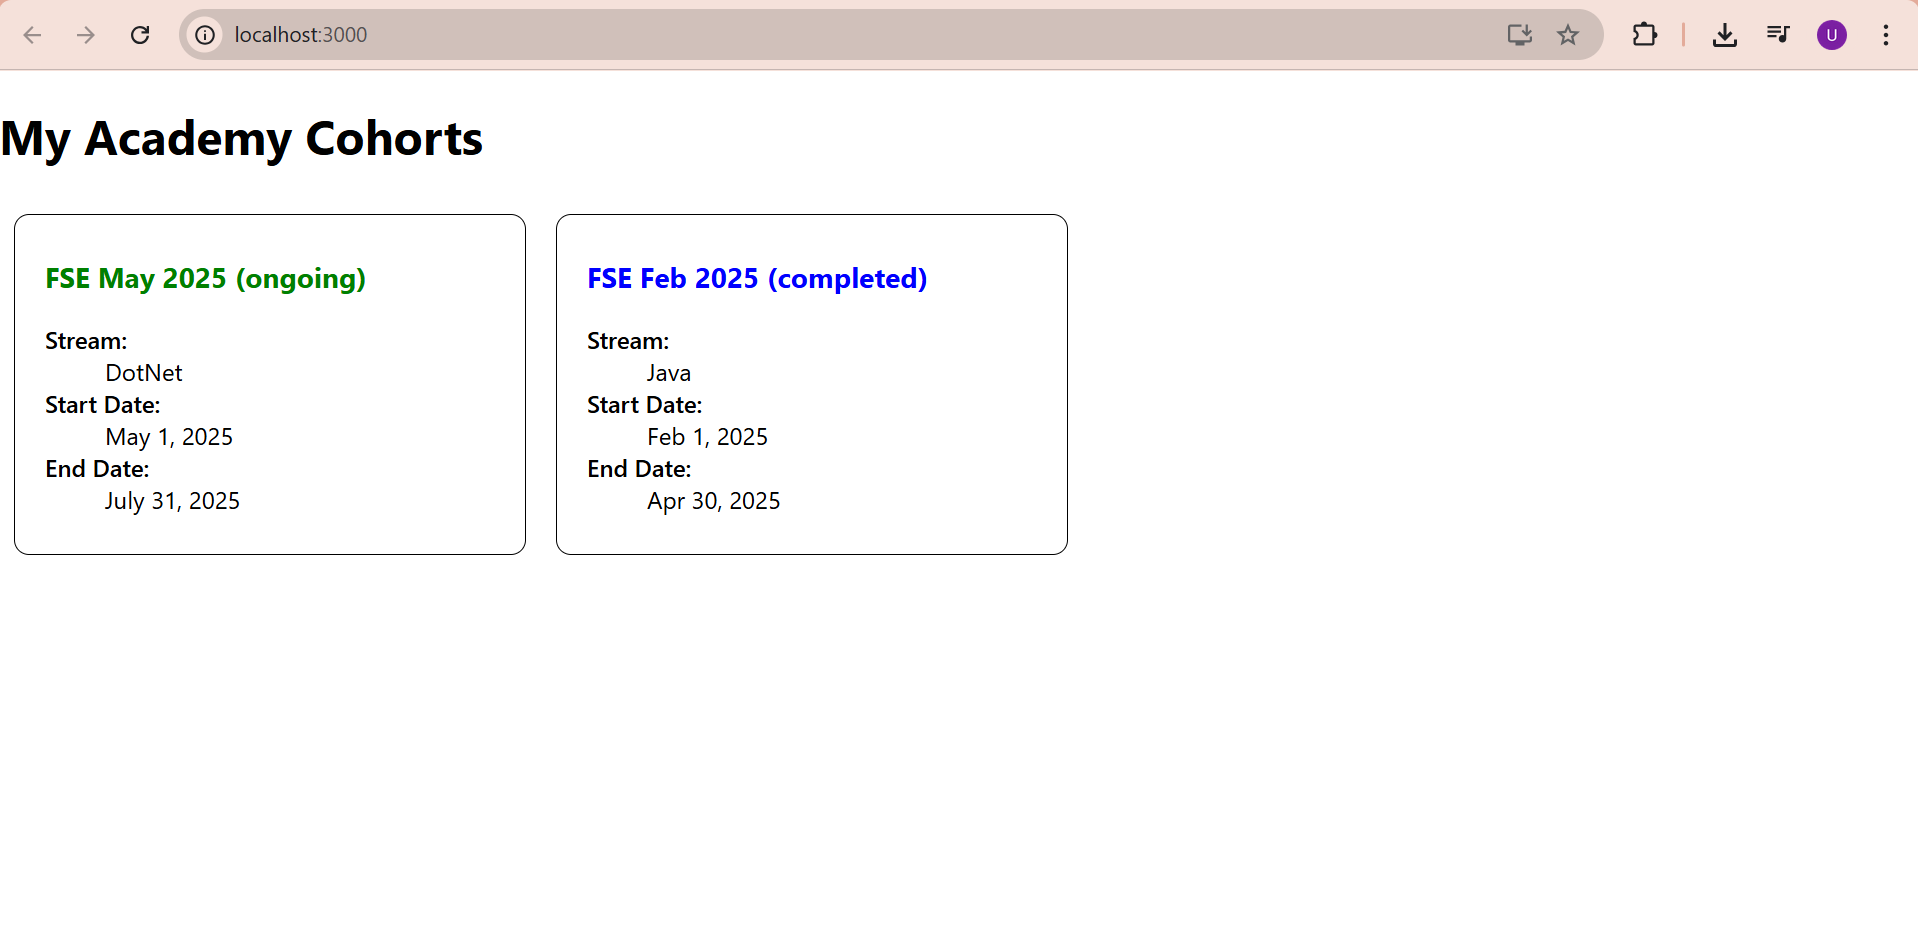 localhost:3000
U
My Academy Cohorts
FSE May 2025 (ongoing)
Stream:
DotNet
Start Date:
May 1, 2025
End Date:
July 31, 2025
FSE Feb 2025 (completed)
Stream:
Java
Start Date:
Feb 1, 2025
End Date:
Apr 30, 2025